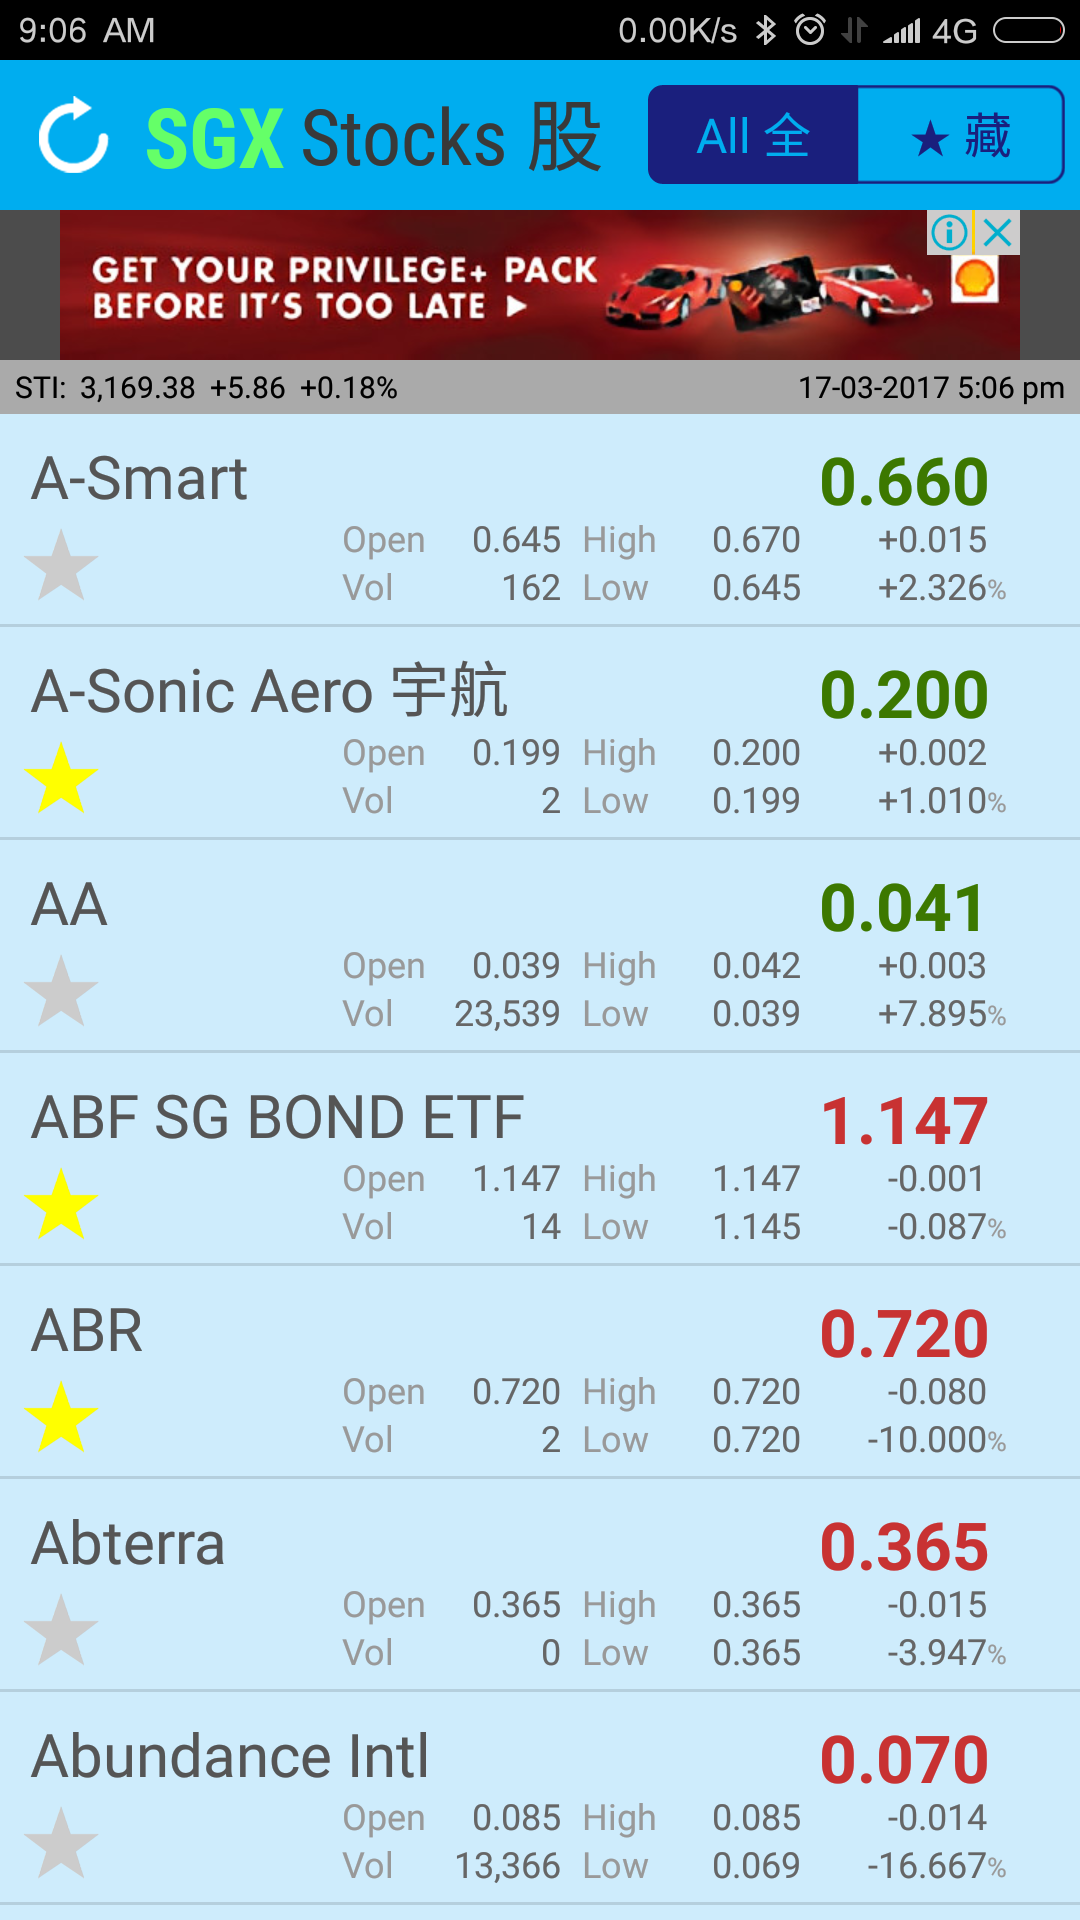 9:06 AM 0.00K/s 4G
SGX Stocks 股 All 全 ★ 藏
GET YOUR PRIVILEGE+ PACK
BEFORE IT'S TOO LATE ▶
STI: 3,169.38 +5.86 +0.18% 17-03-2017 5:06 pm
A-Smart 0.660
Open 0.645 High 0.670 +0.015
Vol 162 Low 0.645 +2.326%
A-Sonic Aero 宇航 0.200
Open 0.199 High 0.200 +0.002
Vol 2 Low 0.199 +1.010%
AA 0.041
Open 0.039 High 0.042 +0.003
Vol 23,539 Low 0.039 +7.895%
ABF SG BOND ETF 1.147
Open 1.147 High 1.147 -0.001
Vol 14 Low 1.145 -0.087%
ABR 0.720
Open 0.720 High 0.720 -0.080
Vol 2 Low 0.720 -10.000%
Abterra 0.365
Open 0.365 High 0.365 -0.015
Vol 0 Low 0.365 -3.947%
Abundance Intl 0.070
Open 0.085 High 0.085 -0.014
Vol 13,366 Low 0.069 -16.667%